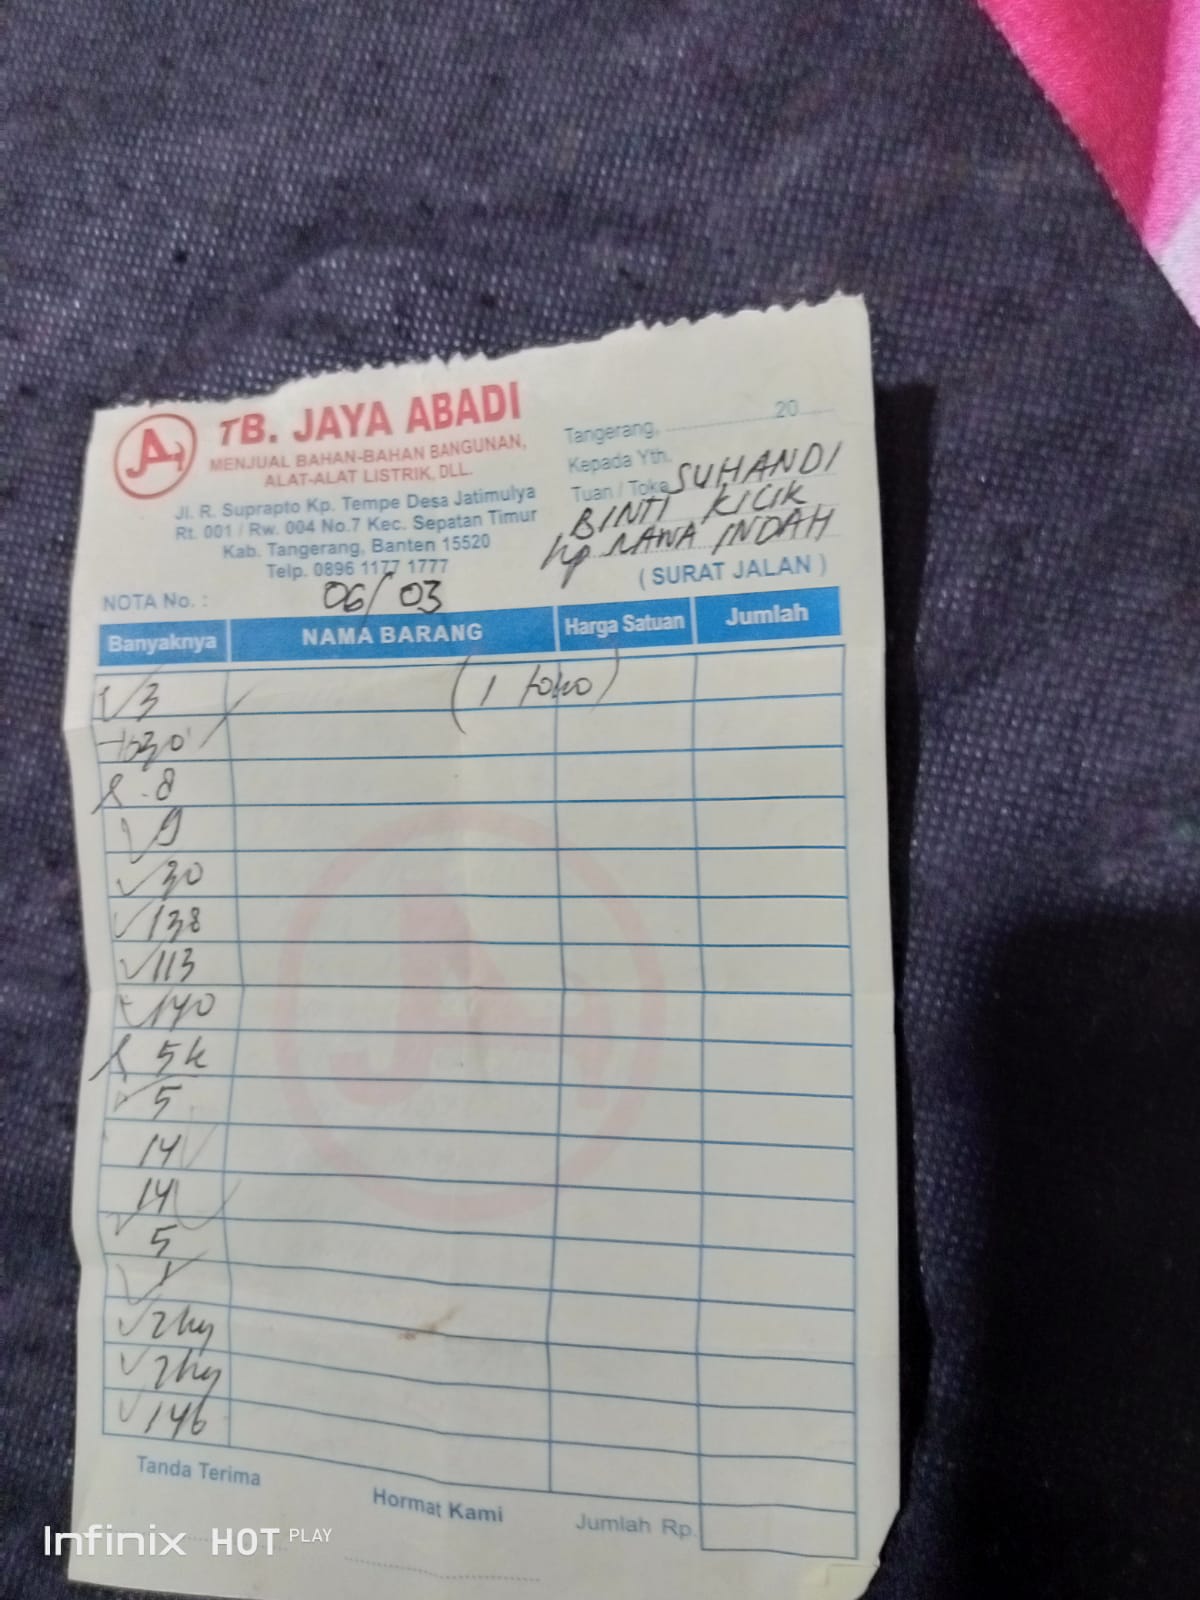 TB. JAYA ABADI
MENJUAL BAHAN-BAHAN BANGUNAN,
ALAT-ALAT LISTRIK, DLL.
Jl. R. Suprapto Kp. Tempe Desa Jatimulya
Rt. 001 / Rw. 004 No.7 Kec. Sepatan Timur
Kab. Tangerang, Banten 15520
Telp. 0896 1177 1777
Tangerang, 20
Kepada Yth.
Tuan / Toko SUHANDI
BINTI KICIK
kp RAWA INDAH
( SURAT JALAN )
NOTA No. : 06/03
Banyaknya NAMA BARANG Harga Satuan Jumlah
3 (1 toko)
8
9
30
138
113
140
5k
5
14
14
5
1
2kg
2kg
146
Tanda Terima Hormat Kami Jumlah Rp.
Infinix HOT PLAY